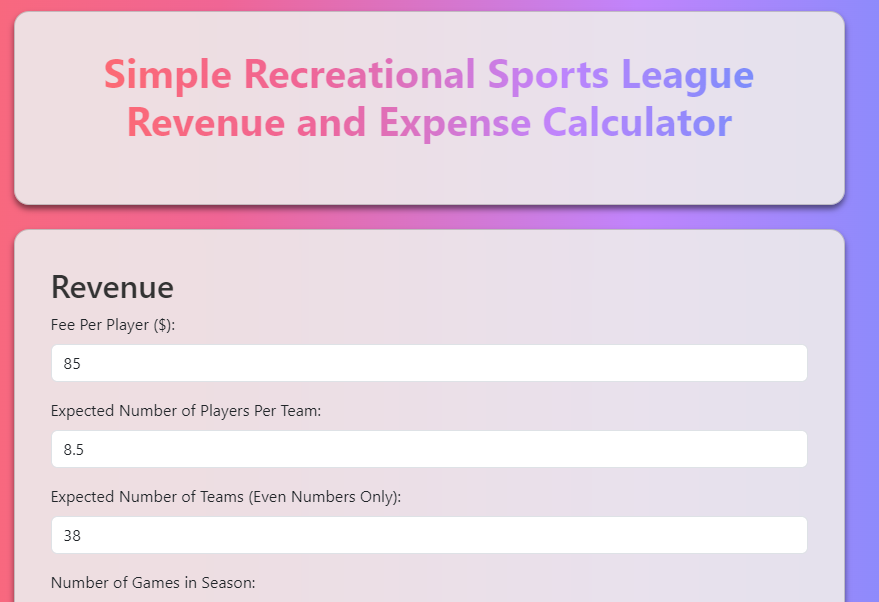 Simple Recreational Sports League
Revenue and Expense Calculator
Revenue
Fee Per Player ($):
85
Expected Number of Players Per Team:
8.5
Expected Number of Teams (Even Numbers Only):
38
Number of Games in Season: